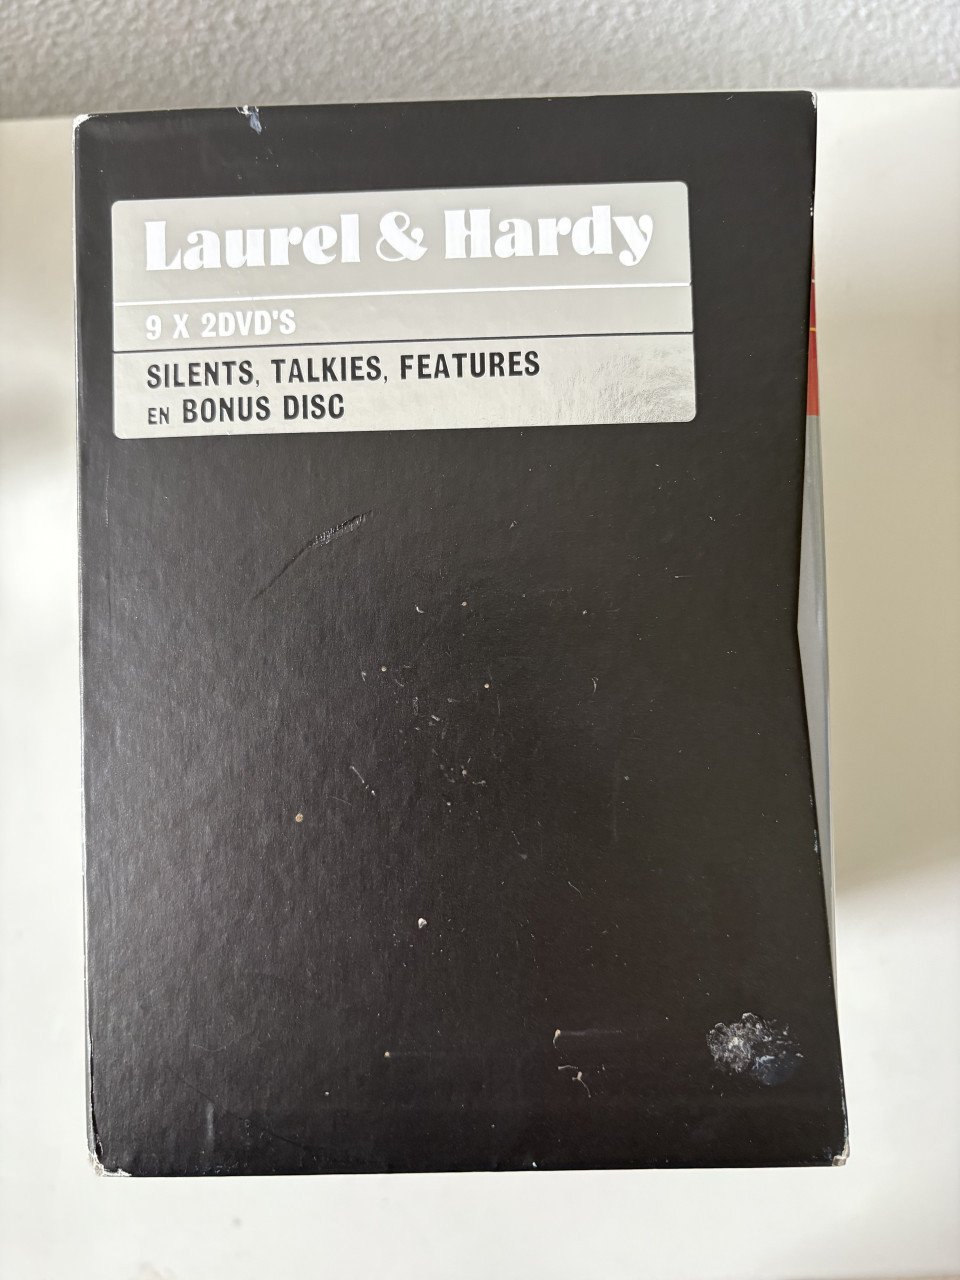 Laurel & Hardy
9 X 2DVD'S
SILENTS, TALKIES, FEATURES
EN BONUS DISC